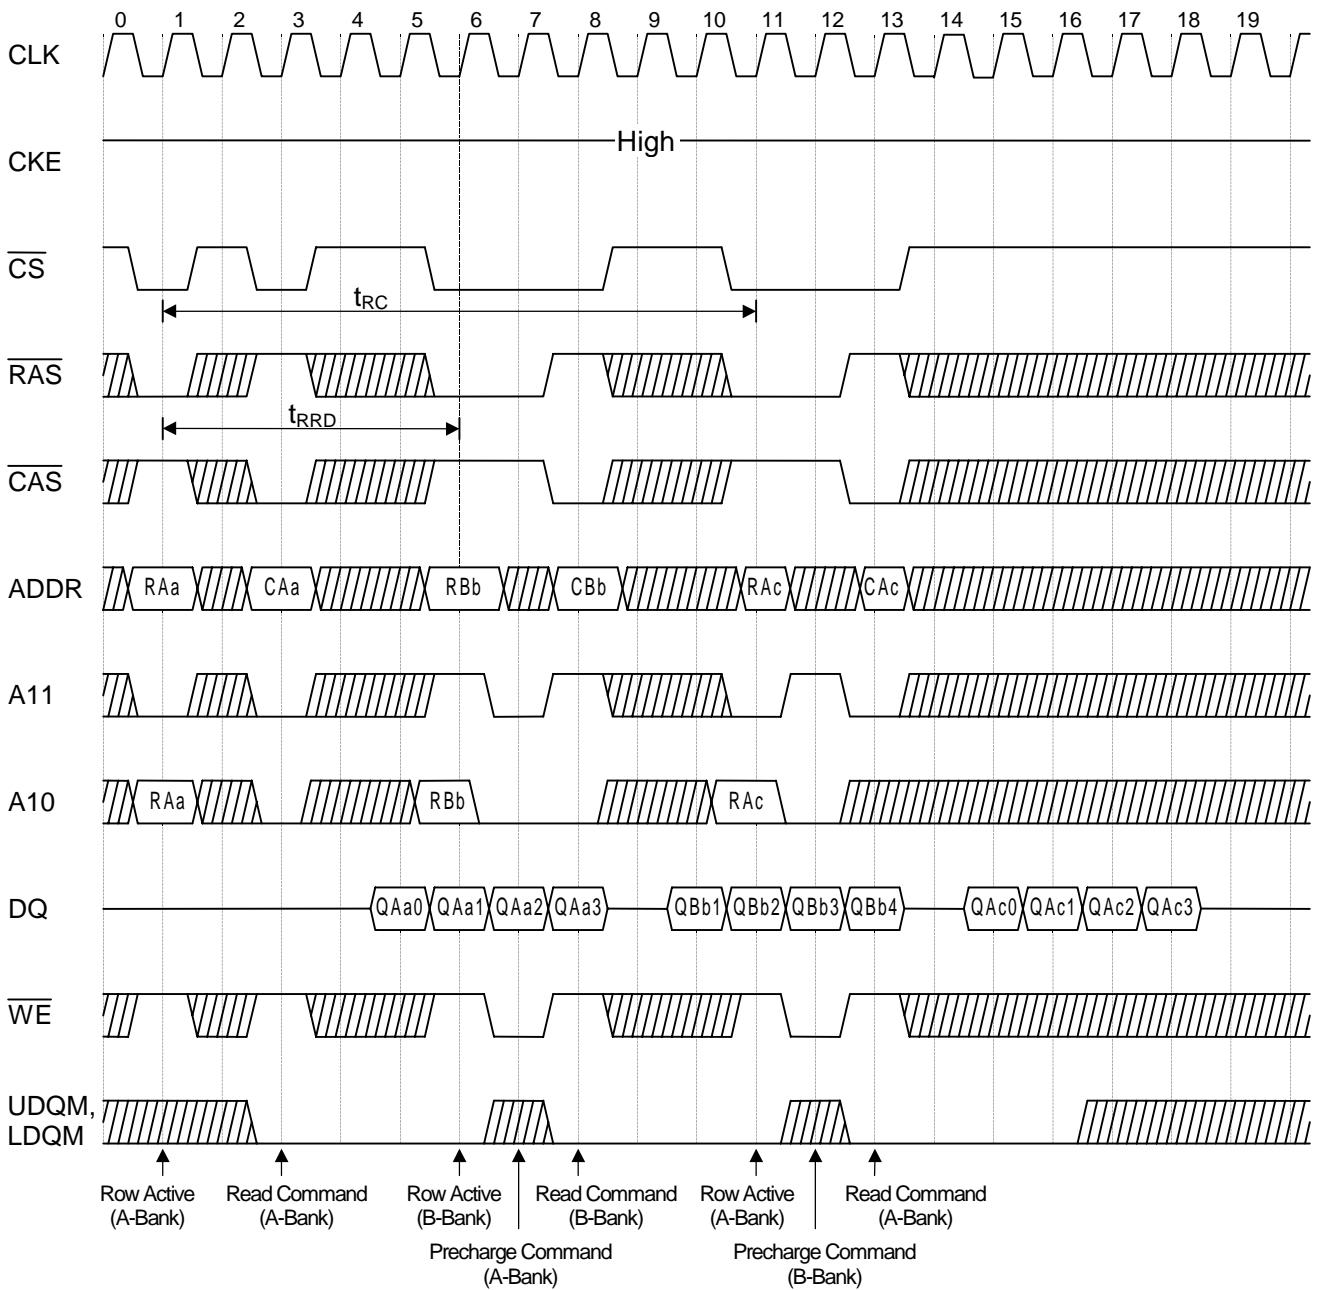 0 1 2 3 4 5 6 7 8 9 10 11 12 13 14 15 16 17 18 19
CLK
High
CKE
CS
tRC
RAS
tRRD
CAS
ADDR RAa CAa RBb CBb RAc CAc
A11
A10 RAa RBb RAc
DQ QAa0 QAa1 QAa2 QAa3 QBb1 QBb2 QBb3 QBb4 QAc0 QAc1 QAc2 QAc3
WE
UDQM,
LDQM
Row Active Read Command Row Active Read Command Row Active Read Command
(A-Bank) (A-Bank) (B-Bank) (B-Bank) (A-Bank) (A-Bank)
Precharge Command Precharge Command
(A-Bank) (B-Bank)